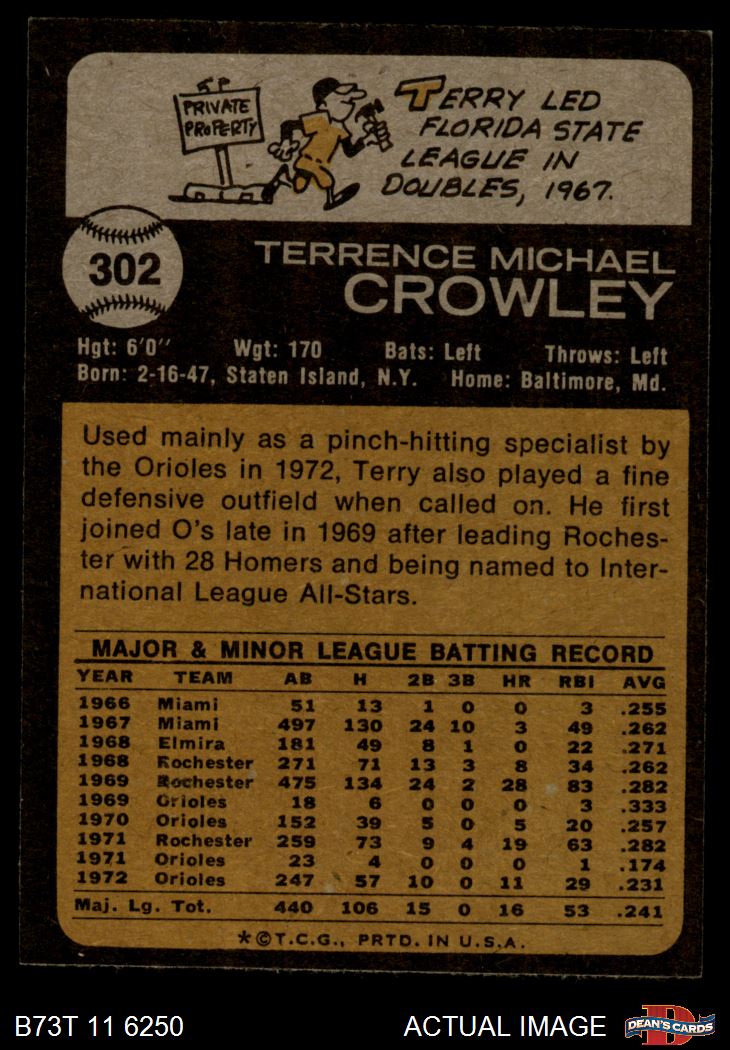 PRIVATE
PROPERTY
TERRY LED
FLORIDA STATE
LEAGUE IN
DOUBLES, 1967.
302
TERRENCE MICHAEL
CROWLEY
Hgt: 6'0" Wgt: 170 Bats: Left Throws: Left
Born: 2-16-47, Staten Island, N.Y. Home: Baltimore, Md.
Used mainly as a pinch-hitting specialist by
the Orioles in 1972, Terry also played a fine
defensive outfield when called on. He first
joined O's late in 1969 after leading Roches-
ter with 28 Homers and being named to Inter-
national League All-Stars.
MAJOR & MINOR LEAGUE BATTING RECORD
YEAR TEAM AB H 2B 3B HR RBI AVG
1966 Miami 51 13 1 0 0 3 .255
1967 Miami 497 130 24 10 3 49 .262
1968 Elmira 181 49 8 1 0 22 .271
1968 Rochester 271 71 13 3 8 34 .262
1969 Rochester 475 134 24 2 28 83 .282
1969 Orioles 18 6 0 0 0 3 .333
1970 Orioles 152 39 5 0 5 20 .257
1971 Rochester 259 73 9 4 19 63 .282
1971 Orioles 23 4 0 0 0 1 .174
1972 Orioles 247 57 10 0 11 29 .231
Maj. Lg. Tot. 440 106 15 0 16 53 .241
*©T.C.G., PRTD. IN U.S.A.
B73T 11 6250 ACTUAL IMAGE
DEAN'S CARDS